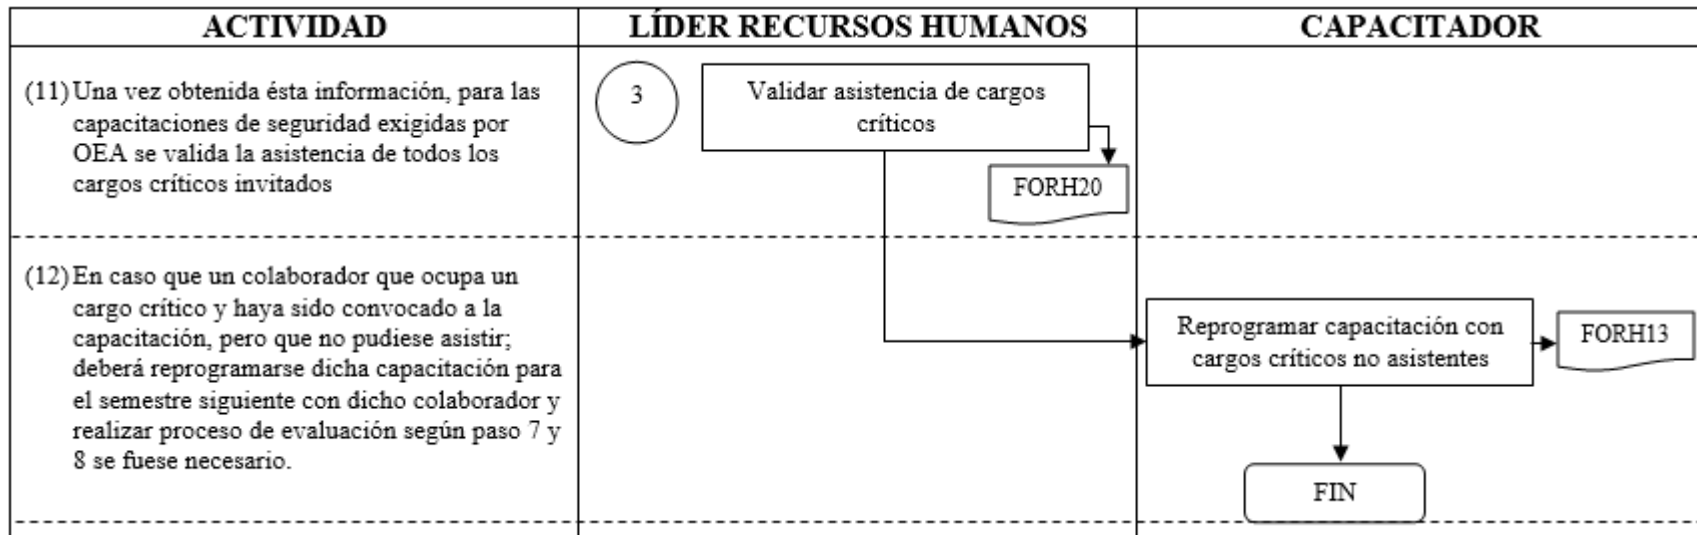 ACTIVIDAD
LÍDER RECURSOS HUMANOS
CAPACITADOR
(11) Una vez obtenida ésta información, para las
capacitaciones de seguridad exigidas por
OEA se valida la asistencia de todos los
cargos críticos invitados
3
Validar asistencia de cargos
críticos
FORH20
(12) En caso que un colaborador que ocupa un
cargo crítico y haya sido convocado a la
capacitación, pero que no pudiese asistir;
deberá reprogramarse dicha capacitación para
el semestre siguiente con dicho colaborador y
realizar proceso de evaluación según paso 7 y
8 se fuese necesario.
Reprogramar capacitación con
cargos críticos no asistentes
FORH13
FIN